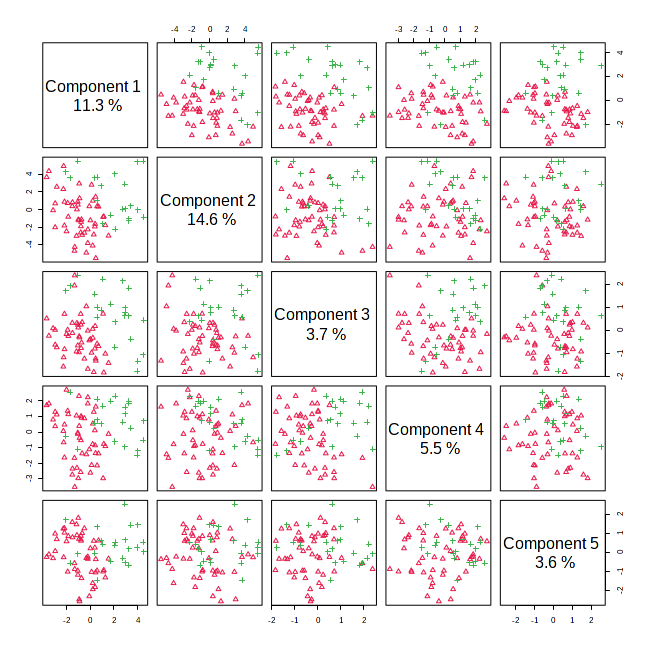 -4 -2 0 2 4
-3 -1 0 1 2
Component 1
11.3 %
-2 0 2 4
-4 -2 0 2 4
Component 2
14.6 %
Component 3
3.7 %
-2 -1 0 1 2
-3 -2 -1 0 1 2
Component 4
5.5 %
Component 5
3.6 %
-2 -1 0 1 2
-2 0 2 4
-2 -1 0 1 2
-2 -1 0 1 2